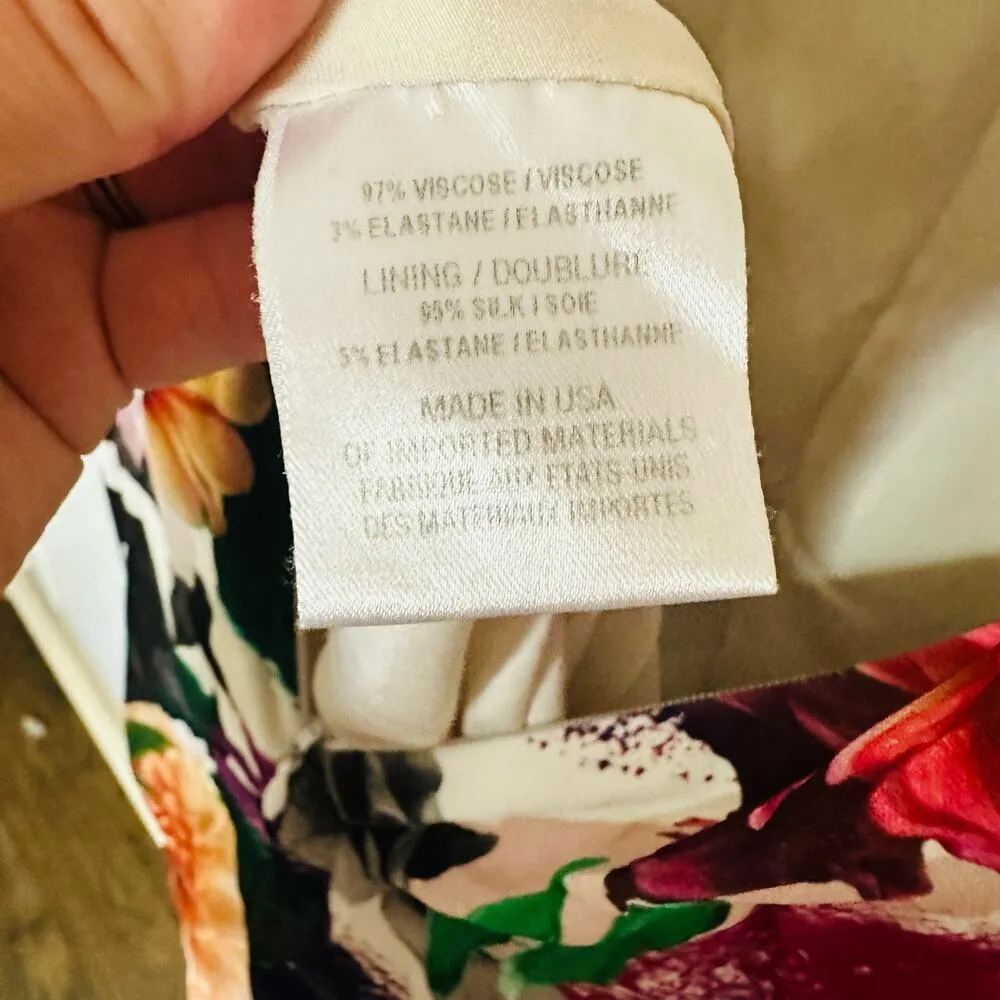 97% VISCOSE / VISCOSE
3% ELASTANE / ELASTHANNE
LINING / DOUBLURE
95% SILK / SOIE
5% ELASTANE / ELASTHANNE
MADE IN USA
OF IMPORTED MATERIALS
FABRIQUE AUX ETATS-UNIS
DES MATERIAUX IMPORTES